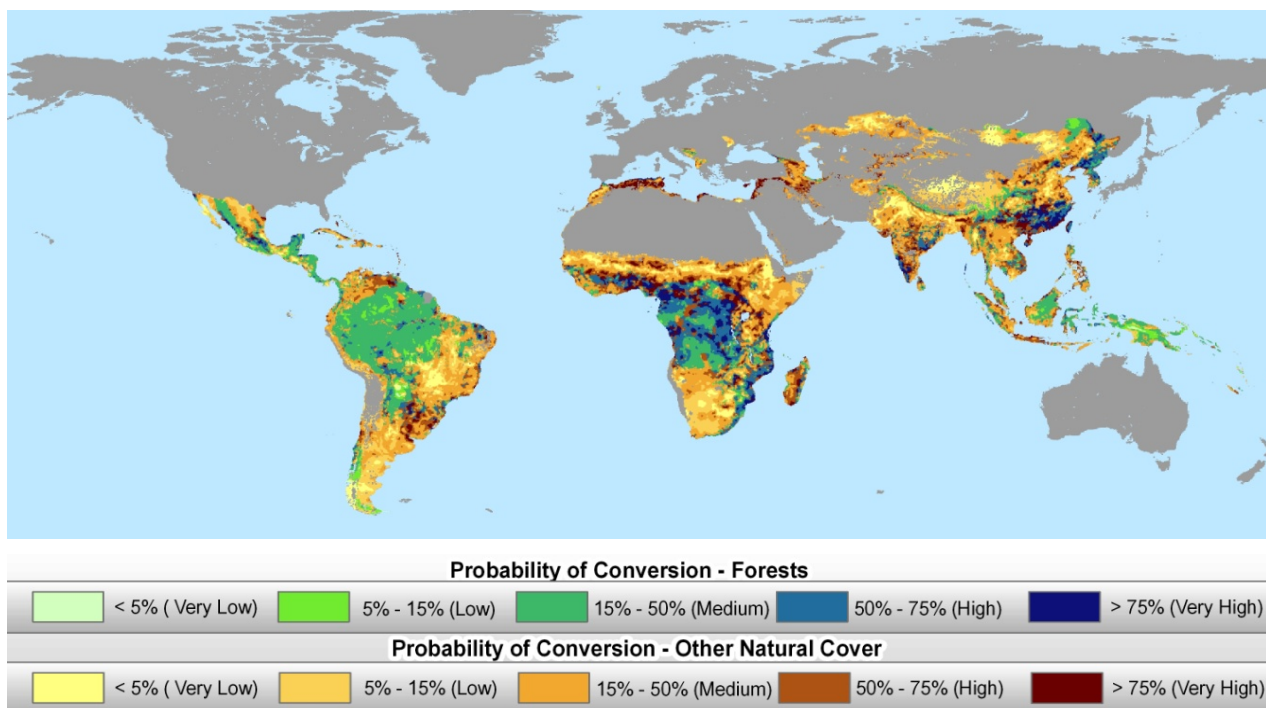 Probability of Conversion - Forests
< 5% ( Very Low) 5% - 15% (Low) 15% - 50% (Medium) 50% - 75% (High) > 75% (Very High)
Probability of Conversion - Other Natural Cover
< 5% ( Very Low) 5% - 15% (Low) 15% - 50% (Medium) 50% - 75% (High) > 75% (Very High)